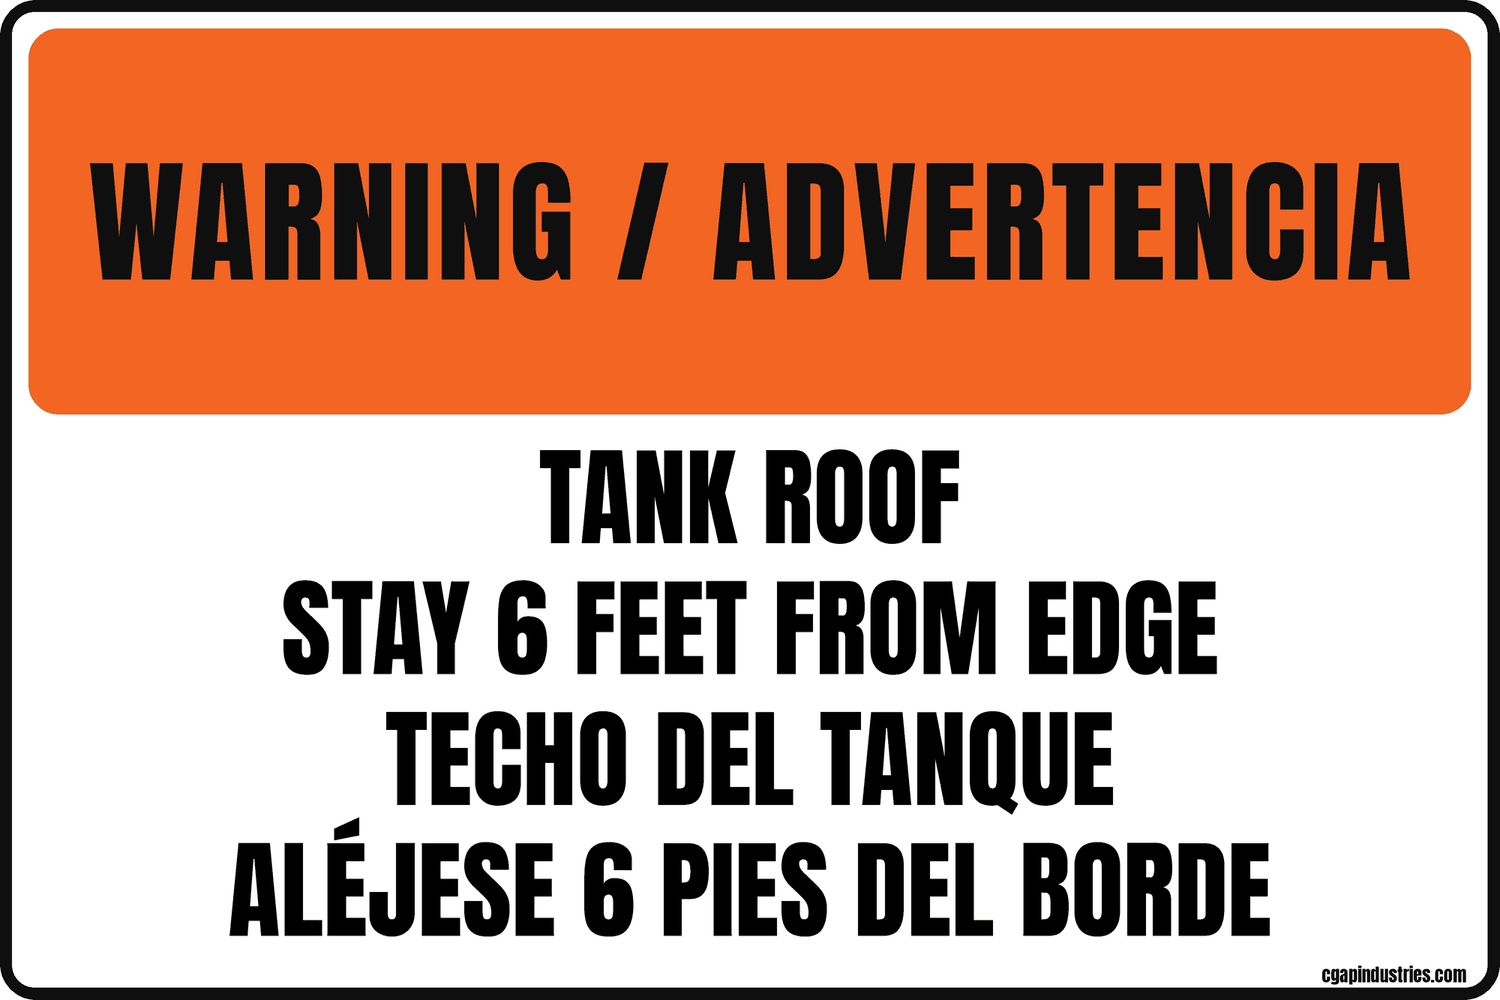 WARNING / ADVERTENCIA
TANK ROOF
STAY 6 FEET FROM EDGE
TECHO DEL TANQUE
ALÉJESE 6 PIES DEL BORDE
cgapindustries.com